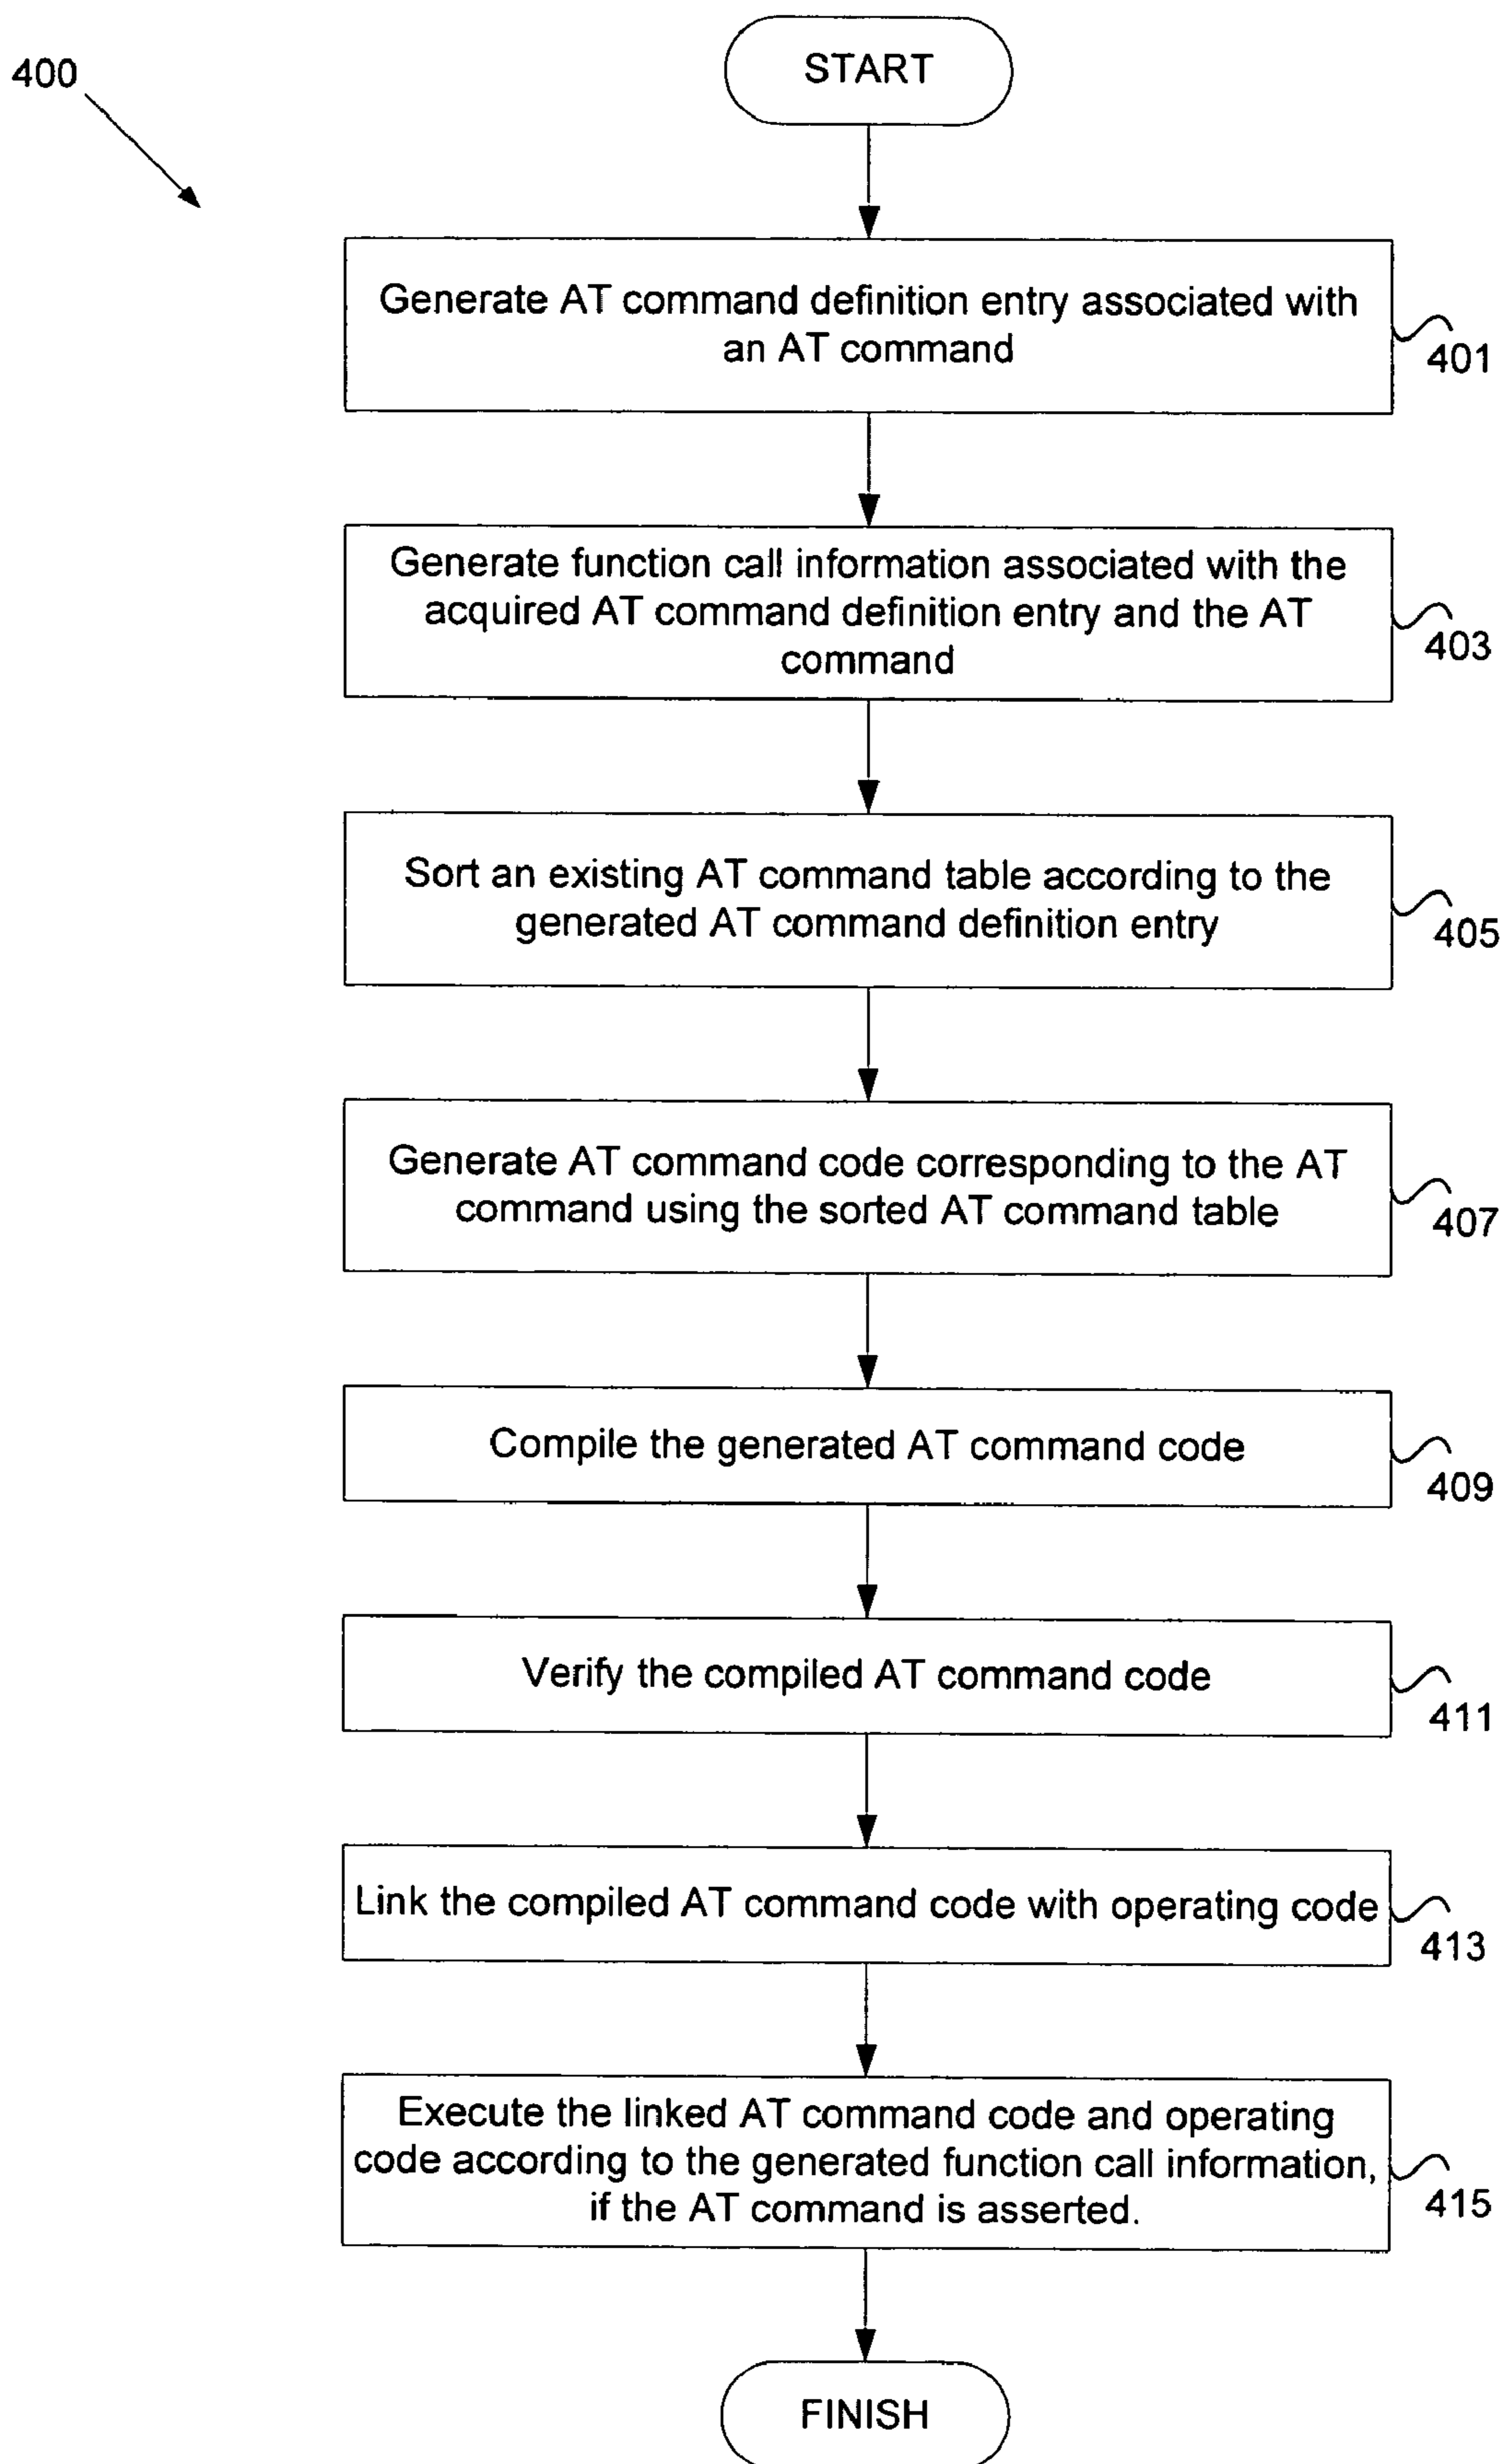 400
START
Generate AT command definition entry associated with
an AT command
401
Generate function call information associated with the
acquired AT command definition entry and the AT
command
403
Sort an existing AT command table according to the
generated AT command definition entry
405
Generate AT command code corresponding to the AT
command using the sorted AT command table
407
Compile the generated AT command code
409
Verify the compiled AT command code
411
Link the compiled AT command code with operating code
413
Execute the linked AT command code and operating
code according to the generated function call information,
if the AT command is asserted.
415
FINISH